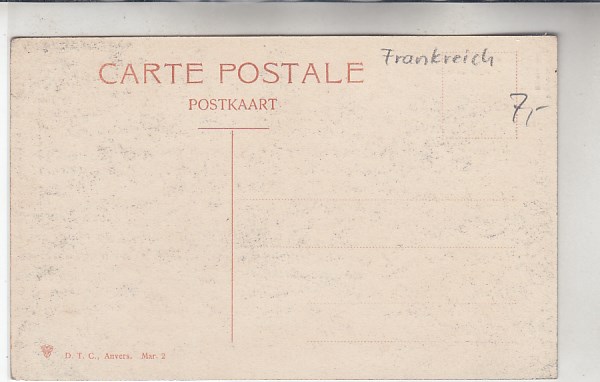 CARTE POSTALE
Frankreich
POSTKAART
7,-
D. T. C., Anvers. Mar. 2